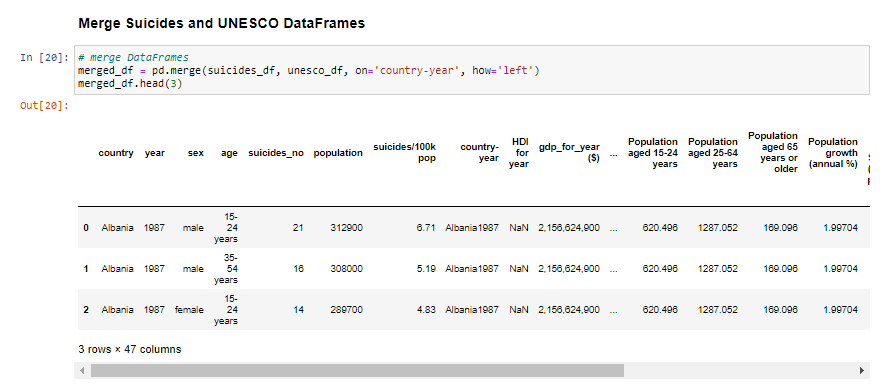 Merge Suicides and UNESCO DataFrames
In [20]: # merge DataFrames
merged_df = pd.merge(suicides_df, unesco_df, on='country-year', how='left')
merged_df.head(3)
Out[20]:
country year sex age suicides_no population suicides/100k pop country-year HDI for year gdp_for_year ($) ... Population aged 15-24 years Population aged 25-64 years Population aged 65 years or older Population growth (annual %)
0 Albania 1987 male 15-24 years 21 312900 6.71 Albania1987 NaN 2,156,624,900 ... 620.496 1287.052 169.096 1.99704
1 Albania 1987 male 35-54 years 16 308000 5.19 Albania1987 NaN 2,156,624,900 ... 620.496 1287.052 169.096 1.99704
2 Albania 1987 female 15-24 years 14 289700 4.83 Albania1987 NaN 2,156,624,900 ... 620.496 1287.052 169.096 1.99704
3 rows × 47 columns